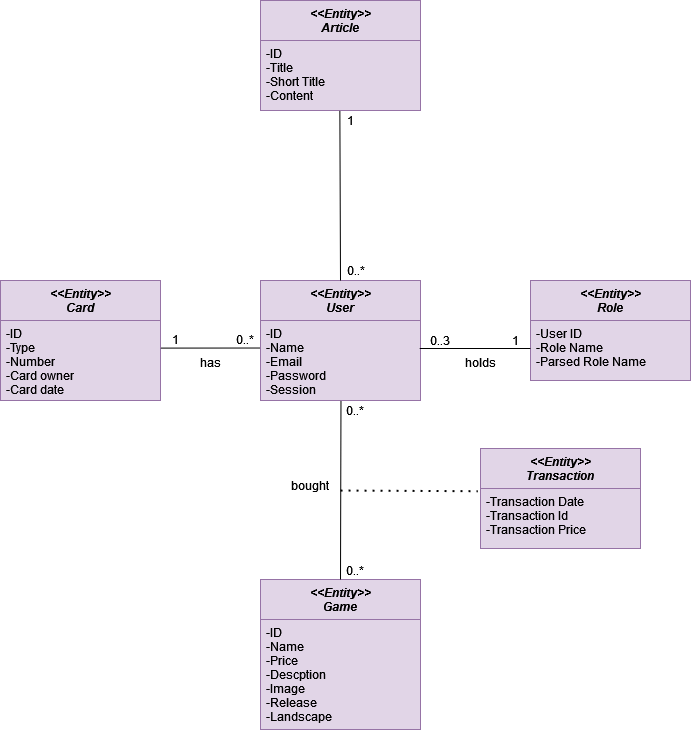 <<Entity>>
Article
-ID
-Title
-Short Title
-Content
1
0..*
<<Entity>>
Card
-ID
-Type
-Number
-Card owner
-Card date
1
0..*
has
<<Entity>>
User
-ID
-Name
-Email
-Password
-Session
0..3
1
holds
<<Entity>>
Role
-User ID
-Role Name
-Parsed Role Name
0..*
bought
<<Entity>>
Transaction
-Transaction Date
-Transaction Id
-Transaction Price
0..*
<<Entity>>
Game
-ID
-Name
-Price
-Descption
-Image
-Release
-Landscape